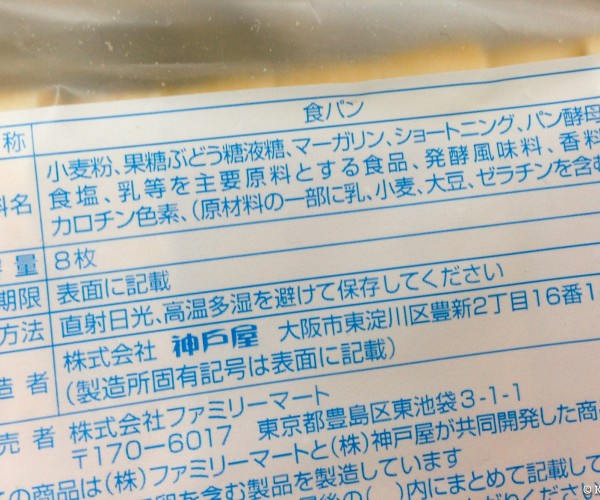 称 食パン
料名 小麦粉、果糖ぶどう糖液糖、マーガリン、ショートニング、パン酵母
食塩、乳等を主要原料とする食品、発酵風味料、香料
カロチン色素、(原材料の一部に乳、小麦、大豆、ゼラチンを含む
量 8枚
期限 表面に記載
方法 直射日光、高温多湿を避けて保存してください
造者 株式会社 神戸屋 大阪市東淀川区豊新2丁目16番1
(製造所固有記号は表面に記載)
売者 株式会社ファミリーマート
〒170-6017 東京都豊島区東池袋3-1-1
の商品は(株)ファミリーマートと(株)神戸屋が共同開発した商
卵を含む製品を製造しています
最後の( )内にまとめて記載して